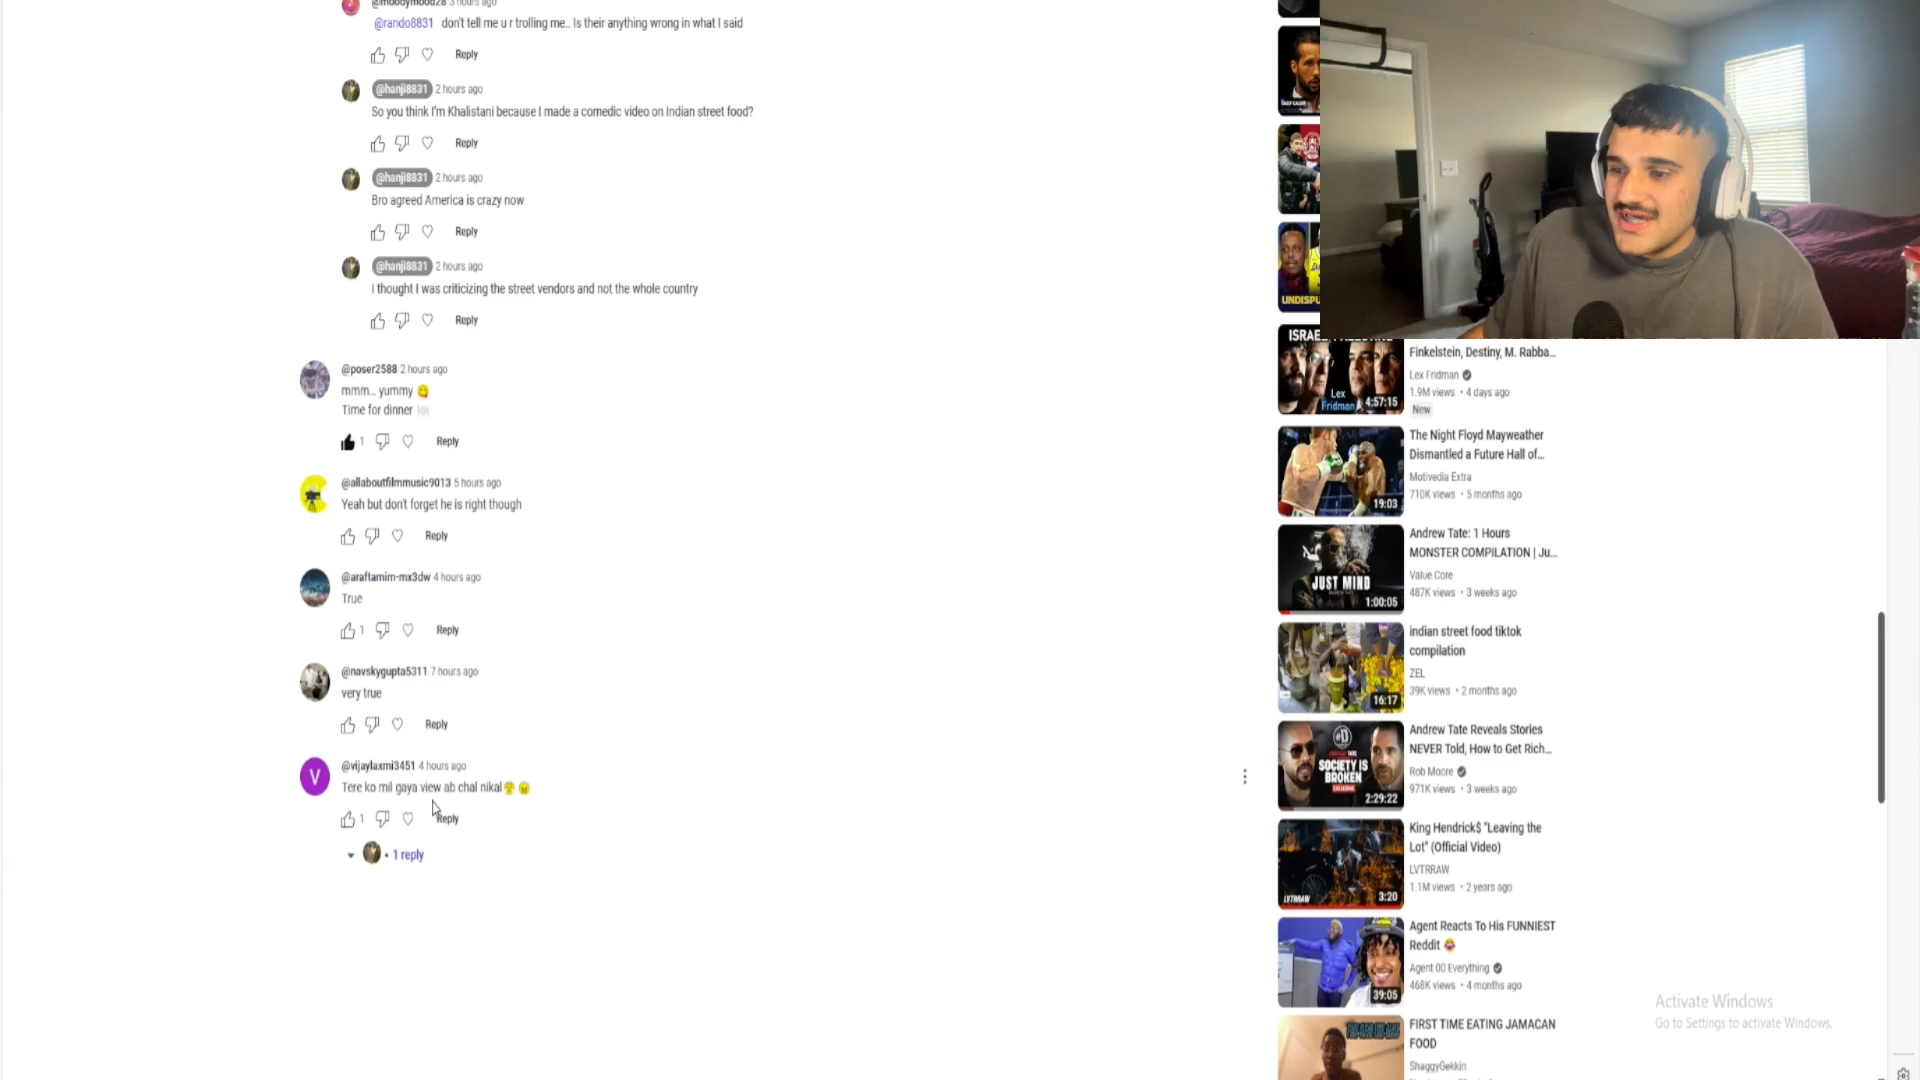 @moodymood28 3 hours ago
@rando8831 don't tell me u r trolling me.. Is their anything wrong in what I said
Reply
@hanji8831 2 hours ago
So you think I'm Khalistani because I made a comedic video on Indian street food?
Reply
@hanji8831 2 hours ago
Bro agreed America is crazy now
Reply
@hanji8831 2 hours ago
I thought I was criticizing the street vendors and not the whole country
Reply
@poser2588 2 hours ago
mmm... yummy 😋
Time for dinner 🍽️
1 Reply
@allaboutfilmmusic9013 5 hours ago
Yeah but don't forget he is right though
Reply
@araftamim-mx3dw 4 hours ago
True
1 Reply
@navskygupta5311 7 hours ago
very true
Reply
V
@vijaylaxmi3451 4 hours ago
Tere ko mil gaya view ab chal nikal
1 Reply
1 reply
UNDISPU
ISRAE
Lex
Fridman
4:57:15
Finkelstein, Destiny, M. Rabba...
Lex Fridman
1.9M views • 4 days ago
New
19:03
The Night Floyd Mayweather
Dismantled a Future Hall of...
Motivedia Extra
710K views • 5 months ago
JUST MIND
1:00:05
Andrew Tate: 1 Hours
MONSTER COMPILATION | Ju...
Value Core
487K views • 3 weeks ago
16:17
indian street food tiktok
compilation
ZEL
39K views • 2 months ago
SOCIETY IS
BROKEN
2:29:22
Andrew Tate Reveals Stories
NEVER Told, How to Get Rich...
Rob Moore
971K views • 3 weeks ago
LVTRRAW
3:20
King Hendrick$ "Leaving the
Lot" (Official Video)
LVTRRAW
1.1M views • 2 years ago
39:05
Agent Reacts To His FUNNIEST
Reddit 😂
Agent 00 Everything
468K views • 4 months ago
FIRST TIME EATING JAMACAN
FOOD
ShaggyGekkin
Activate Windows
Go to Settings to activate Windows.